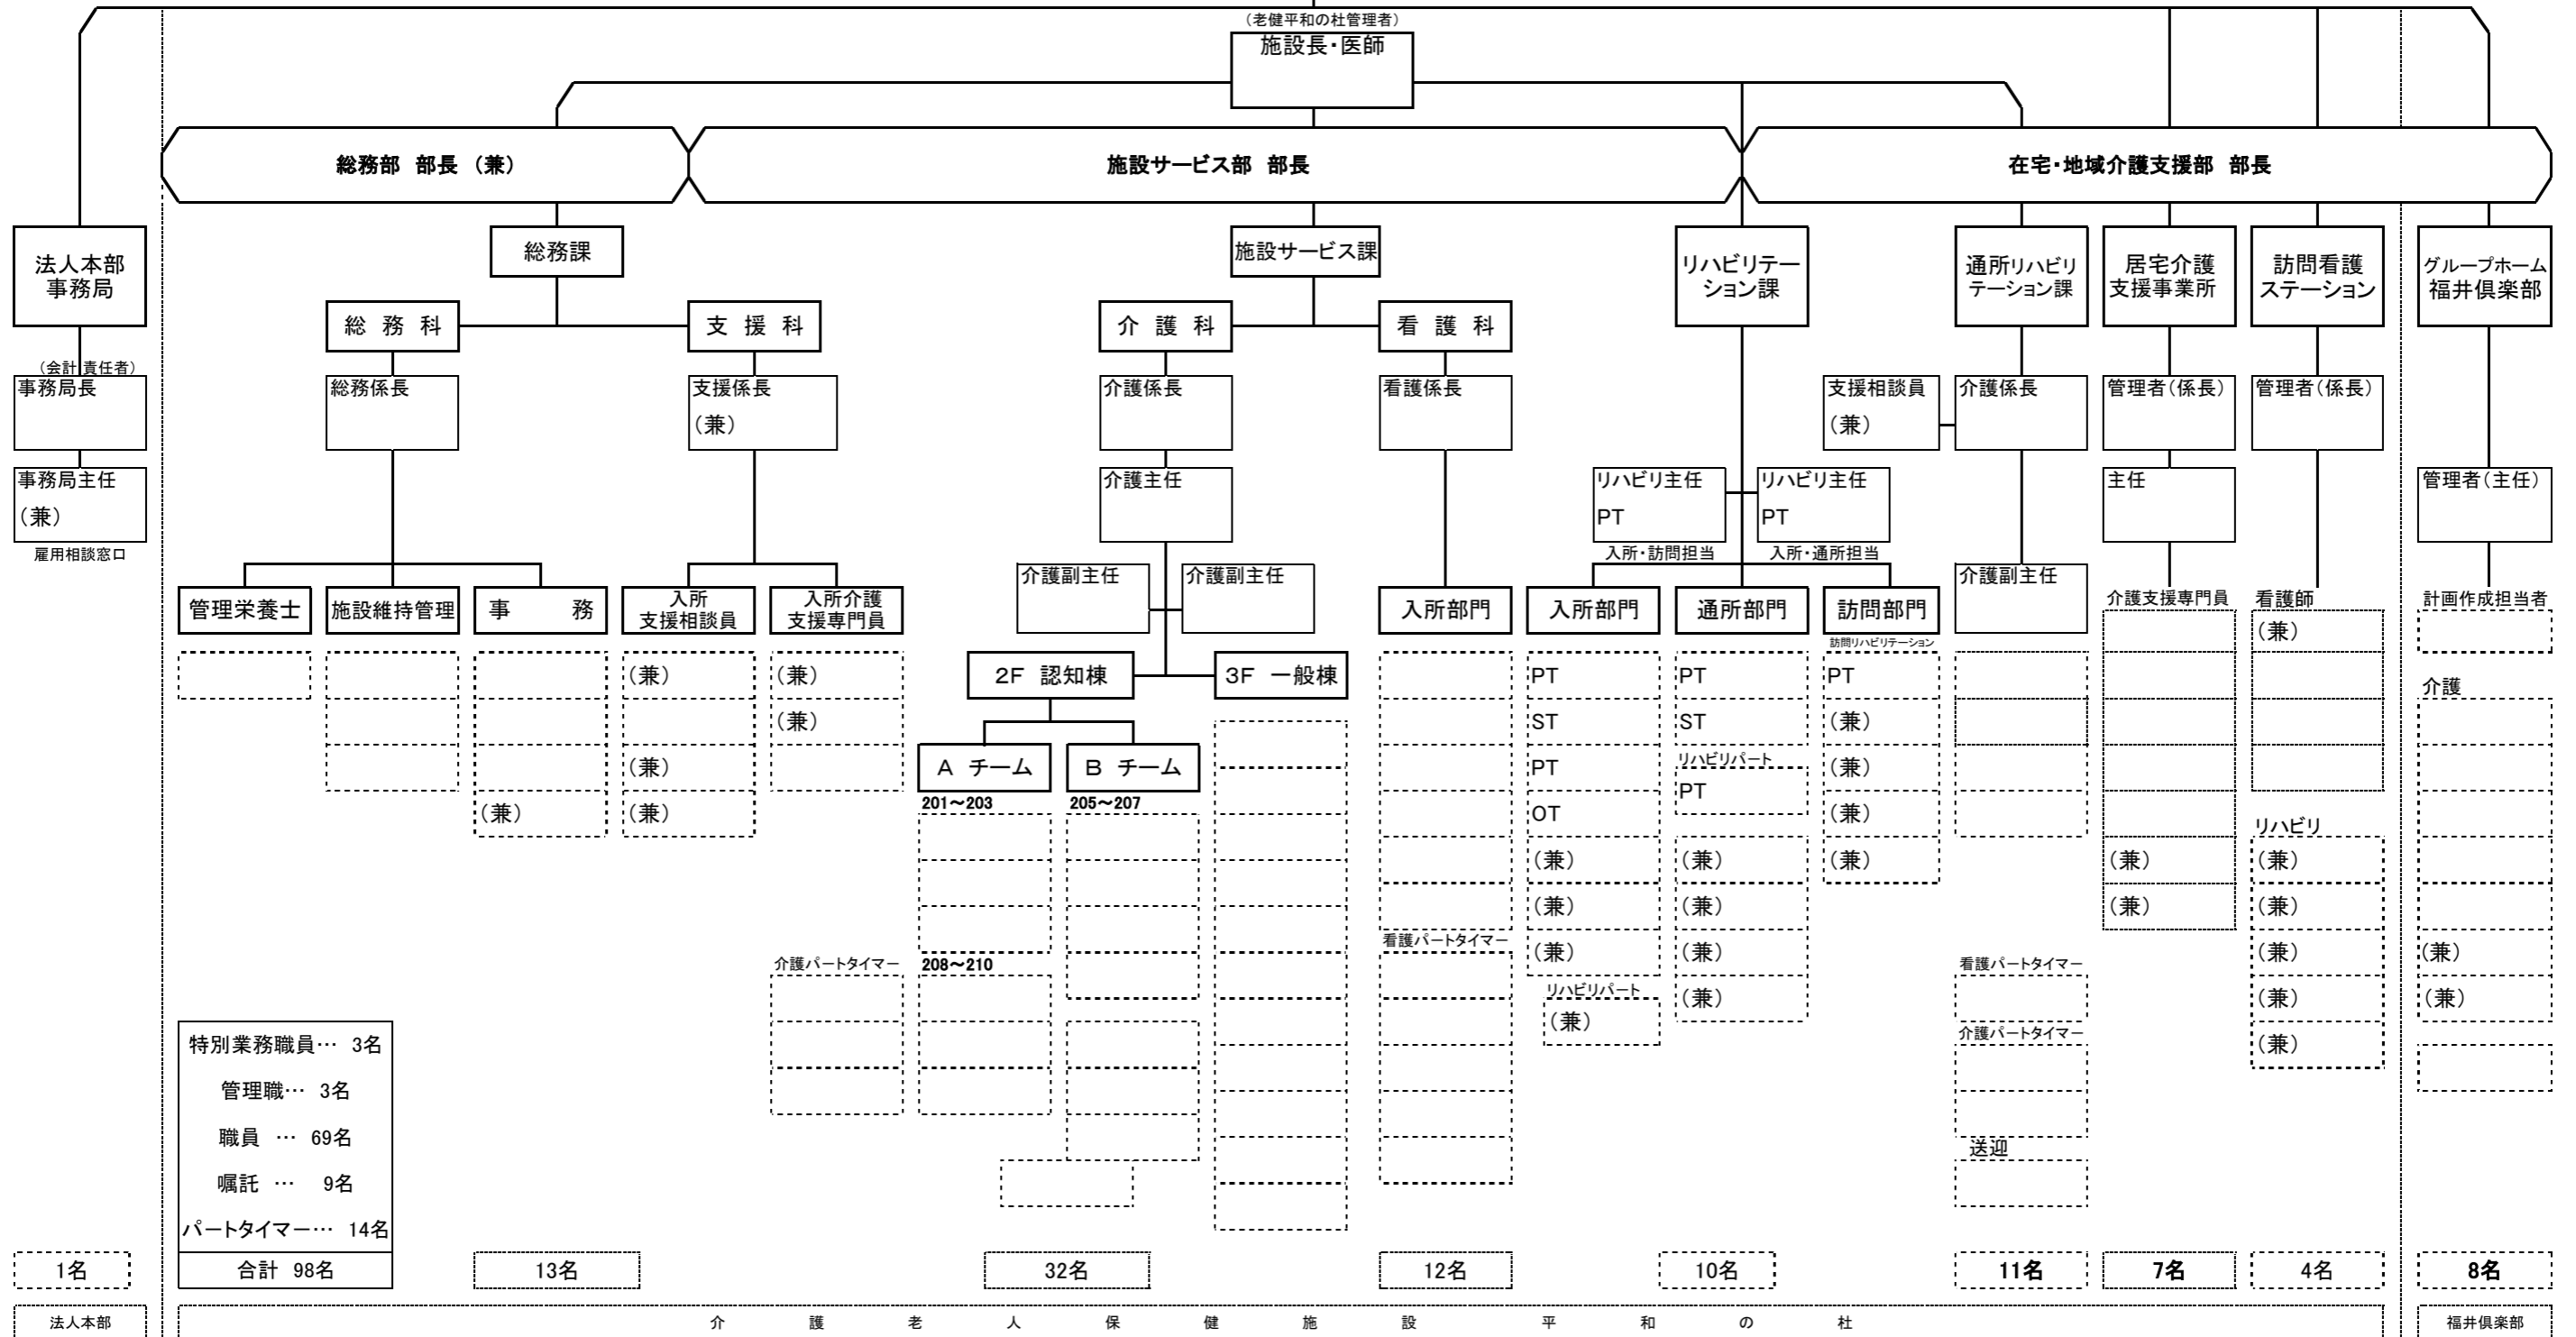 (老健平和の杜管理者)
施設長・医師
総務部 部長 (兼)
施設サービス部 部長
在宅・地域介護支援部 部長
法人本部
事務局
総務課
施設サービス課
リハビリテー
ション課
通所リハビリ
テーション課
居宅介護
支援事業所
訪問看護
ステーション
グループホーム
福井倶楽部
総 務 科
支 援 科
介 護 科
看 護 科
(会計責任者)
事務局長
総務係長
支援係長
(兼)
介護係長
看護係長
支援相談員
(兼)
介護係長
管理者(係長)
管理者(係長)
事務局主任
(兼)
雇用相談窓口
介護主任
リハビリ主任
PT
入所・訪問担当
リハビリ主任
PT
入所・通所担当
主任
管理者(主任)
介護副主任
介護副主任
介護副主任
管理栄養士
施設維持管理
事 務
入所
支援相談員
入所介護
支援専門員
入所部門
入所部門
通所部門
訪問部門
訪問リハビリテーション
介護支援専門員
看護師
(兼)
計画作成担当者
介護
2F 認知棟
3F 一般棟
A チーム
B チーム
201~203
205~207
208~210
(兼)
(兼)
(兼)
(兼)
(兼)
(兼)
介護パートタイマー
看護パートタイマー
PT
ST
PT
OT
(兼)
(兼)
(兼)
リハビリパート
(兼)
PT
ST
リハビリパート
PT
(兼)
(兼)
(兼)
(兼)
PT
(兼)
(兼)
(兼)
(兼)
看護パートタイマー
介護パートタイマー
送迎
(兼)
(兼)
リハビリ
(兼)
(兼)
(兼)
(兼)
(兼)
(兼)
(兼)
特別業務職員… 3名
管理職… 3名
職員 … 69名
嘱託 … 9名
パートタイマー… 14名
合計 98名
1名
13名
32名
12名
10名
11名
7名
4名
8名
法人本部
介 護 老 人 保 健 施 設 平 和 の 杜
福井倶楽部